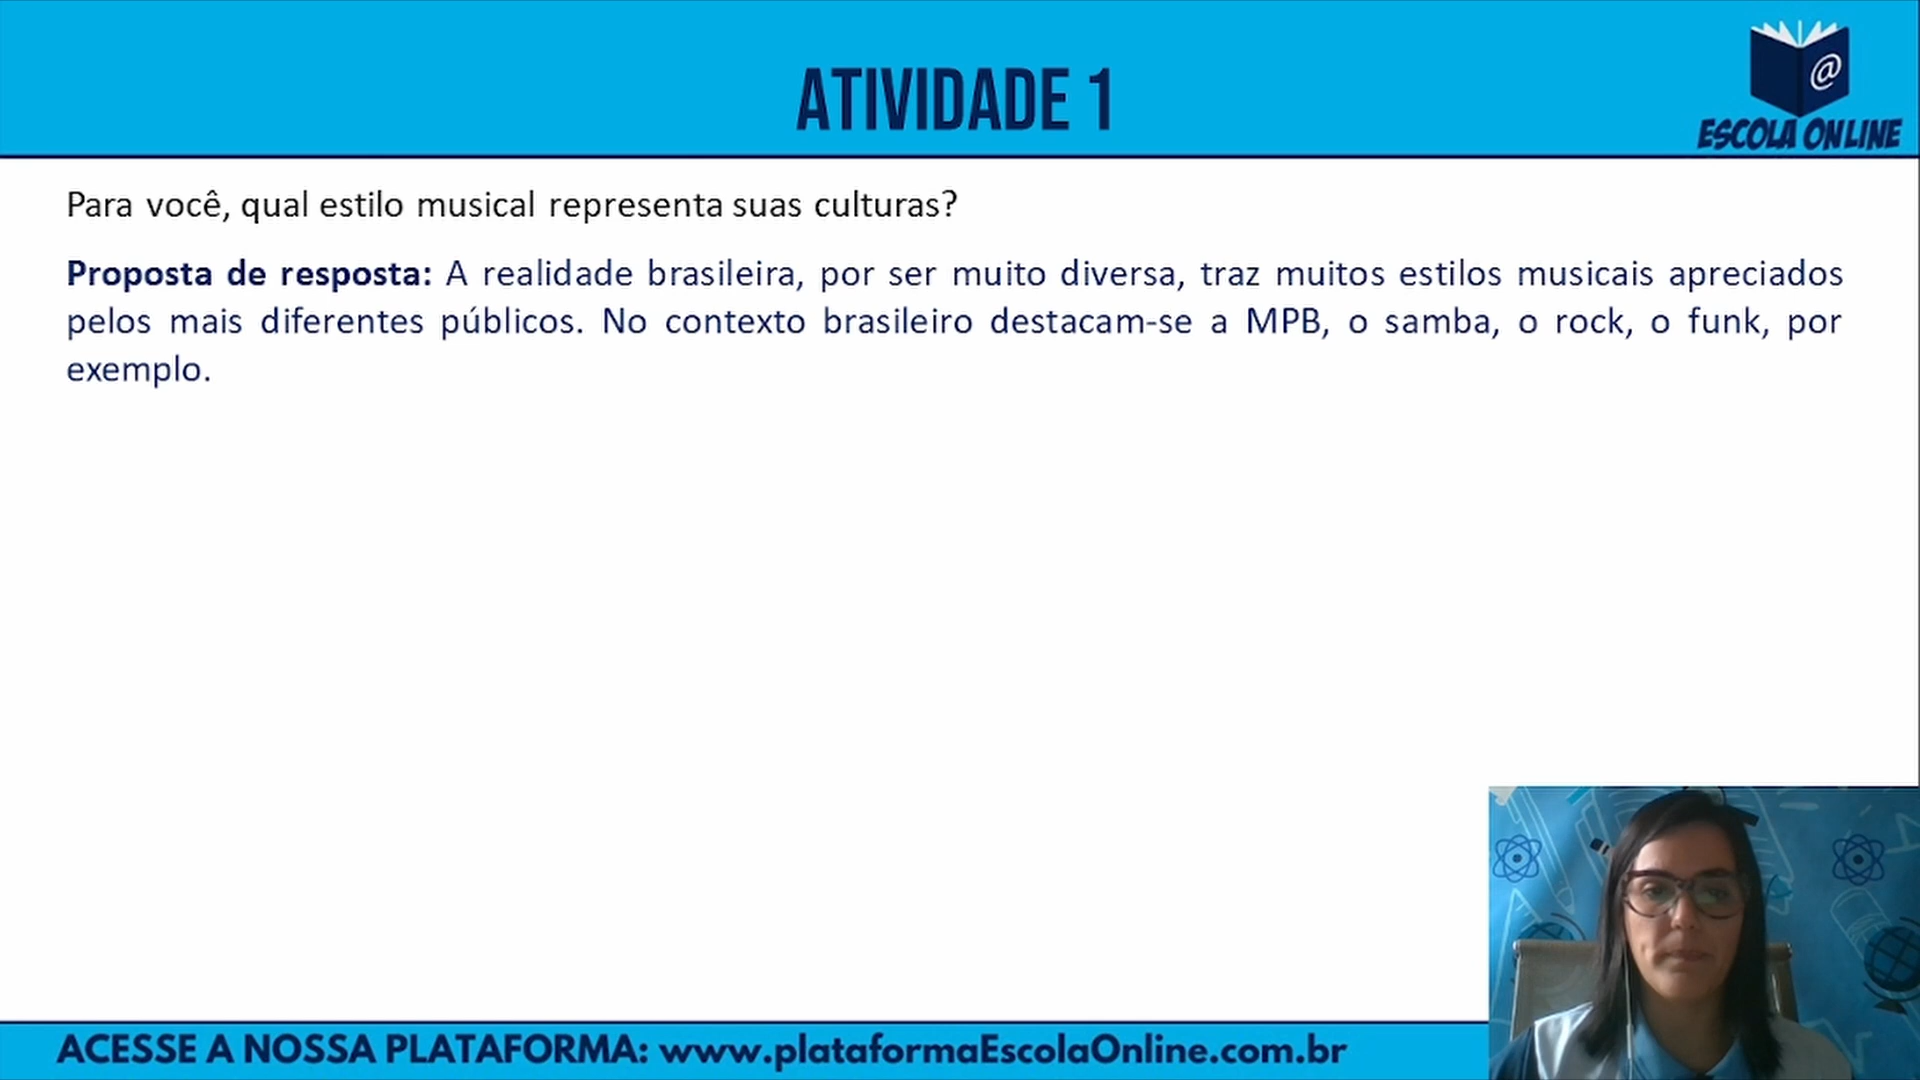 ATIVIDADE 1
@
ESCOLA ONLINE
Para você, qual estilo musical representa suas culturas?
Proposta de resposta: A realidade brasileira, por ser muito diversa, traz muitos estilos musicais apreciados
pelos mais diferentes públicos. No contexto brasileiro destacam-se a MPB, o samba, o rock, o funk, por
exemplo.
ACESSE A NOSSA PLATAFORMA: www.plataformaEscolaOnline.com.br